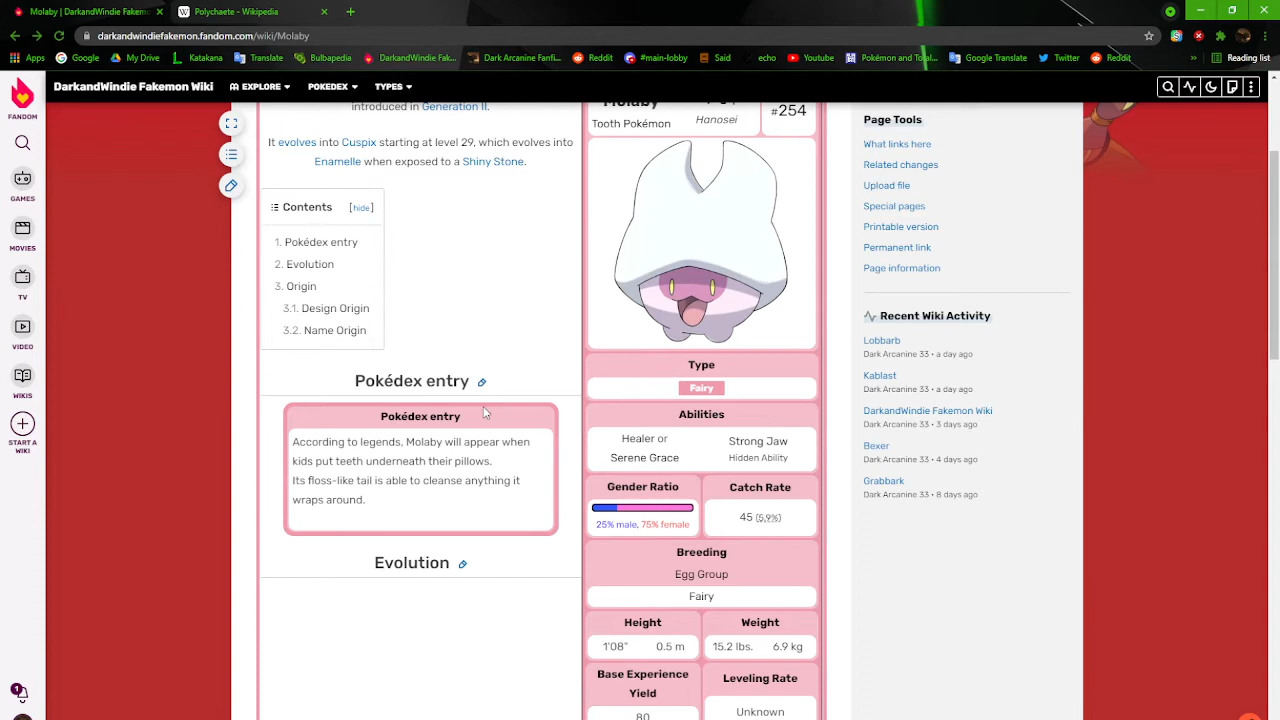 Molaby | DarkandWindie Fakem
Polychaete - Wikipedia
darkandwindiefakemon.fandom.com/wiki/Molaby
Apps
Google
Translate
Drive
Katakana
Translate
Bulbapedia
DarkandWindie Fak...
Dark Arcanine Fanfi...
Reddit
#main-lobby
Said
echo
Youtube
Pokémon and Total...
Google Translate
Twitter
Reddit
Reading list
DarkandWindie Fakemon Wiki
EXPLORE
POKEDEX
TYPES
FANDOM
GAMES
MOVIES
TV
VIDEO
WIKIS
START A
WIKI
1
introduced in Generation II.
It evolves into Cuspix starting at level 29, which evolves into
Enamelle when exposed to a Shiny Stone.
Contents [hide]
1. Pokédex entry
2. Evolution
3. Origin
3.1. Design Origin
3.2. Name Origin
Pokédex entry
Pokédex entry
According to legends, Molaby will appear when
kids put teeth underneath their pillows.
Its floss-like tail is able to cleanse anything it
wraps around.
Evolution
Molaby
Tooth Pokémon
Hanosei
#254
Type
Fairy
Abilities
Healer or
Serene Grace
Strong Jaw
Hidden Ability
Gender Ratio
25% male, 75% female
Catch Rate
45 (5.9%)
Breeding
Egg Group
Fairy
Height
1'08" 0.5 m
Weight
15.2 lbs. 6.9 kg
Base Experience
Yield
80
Leveling Rate
Unknown
Page Tools
What links here
Related changes
Upload file
Special pages
Printable version
Permanent link
Page information
Recent Wiki Activity
Lobbarb
Dark Arcanine 33 • a day ago
Kablast
Dark Arcanine 33 • a day ago
DarkandWindie Fakemon Wiki
Dark Arcanine 33 • 3 days ago
Bexer
Dark Arcanine 33 • 4 days ago
Grabbark
Dark Arcanine 33 • 8 days ago